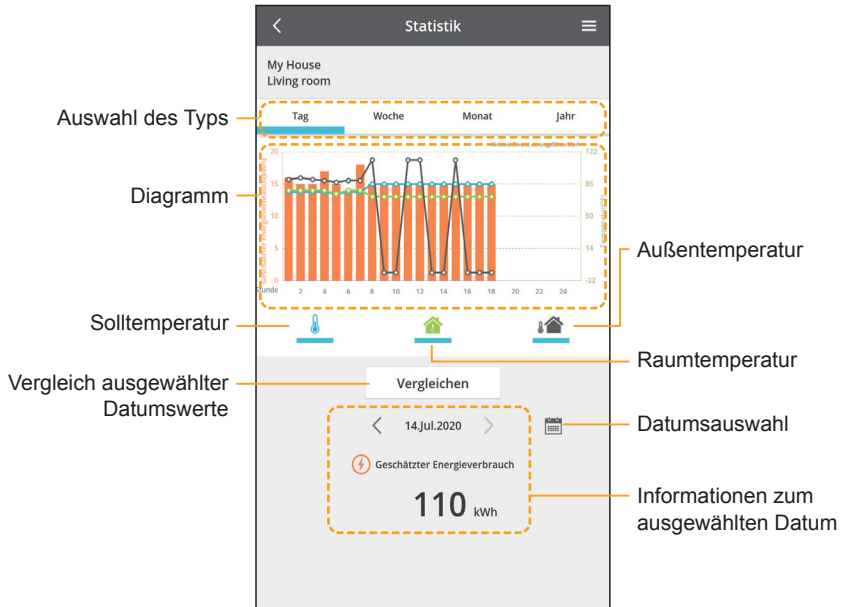 Statistik
My House
Living room
Auswahl des Typs
Tag
Woche
Monat
Jahr
Diagramm
20
15
10
5
0
122
86
50
14
-22
2
4
6
8
10
12
14
16
18
20
22
24
Außentemperatur
Solltemperatur
Raumtemperatur
Vergleich ausgewählter
Datumswerte
Vergleichen
14.Jul.2020
Datumsauswahl
Geschätzter Energieverbrauch
110 kWh
Informationen zum
ausgewählten Datum